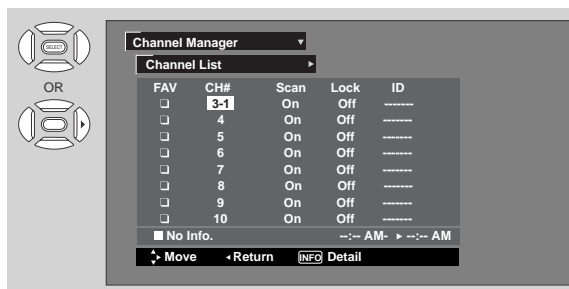 SELECT
OR
Channel Manager ▼
Channel List ►
FAV CH# Scan Lock ID
❏ 3-1 On Off -------
❏ 4 On Off -------
❏ 5 On Off -------
❏ 6 On Off -------
❏ 7 On Off -------
❏ 8 On Off -------
❏ 9 On Off -------
❏ 10 On Off -------
No Info. --:-- AM- ► --:-- AM
Move ◂Return INFO Detail